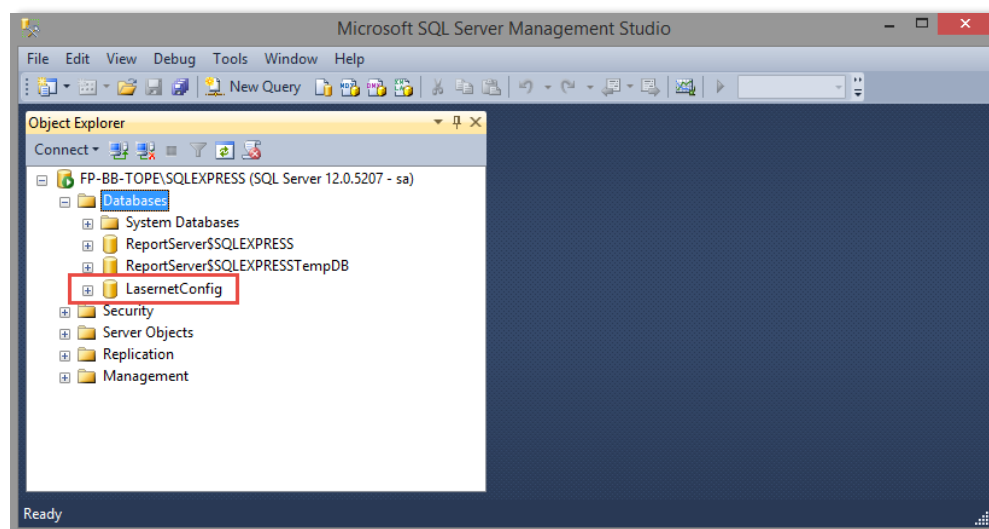 Microsoft SQL Server Management Studio
File Edit View Debug Tools Window Help
New Query
Object Explorer
Connect
FP-BB-TOPE\SQLEXPRESS (SQL Server 12.0.5207 - sa)
Databases
System Databases
ReportServer$SQLEXPRESS
ReportServer$SQLEXPRESSTempDB
LasernetConfig
Security
Server Objects
Replication
Management
Ready